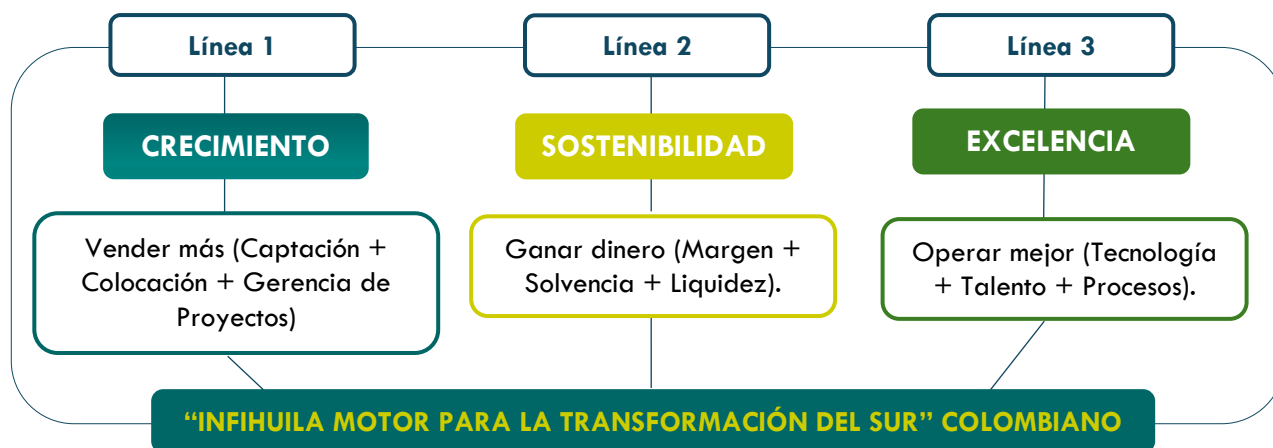 Línea 1
CRECIMIENTO
Vender más (Captación +
Colocación + Gerencia de
Proyectos)
Línea 2
SOSTENIBILIDAD
Ganar dinero (Margen +
Solvencia + Liquidez).
Línea 3
EXCELENCIA
Operar mejor (Tecnología
+ Talento + Procesos).
“INFIHUILA MOTOR PARA LA TRANSFORMACIÓN DEL SUR” COLOMBIANO